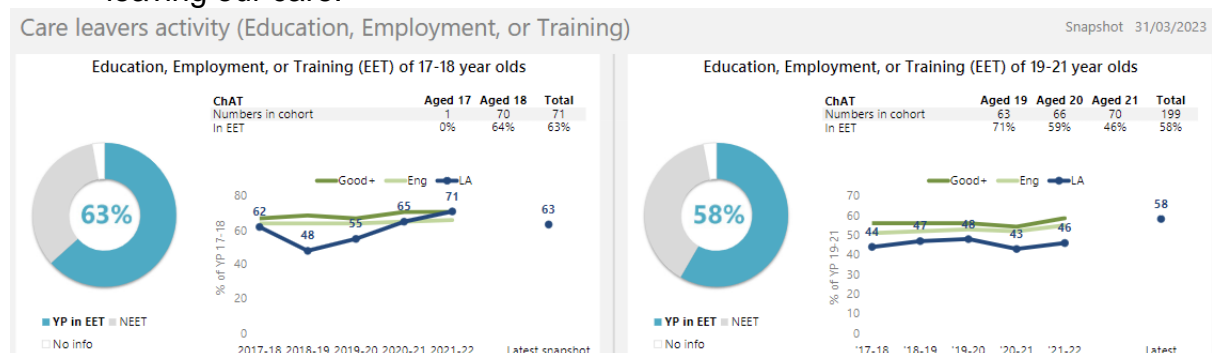 leaving our care.
Care leavers activity (Education, Employment, or Training)
Snapshot 31/03/2023
Education, Employment, or Training (EET) of 17-18 year olds
ChAT Aged 17 Aged 18 Total
Numbers in cohort 1 70 71
In EET 0% 64% 63%
63%
Good+ Eng LA
% of YP 17-18
80
60
40
20
0
62 48 55 65 71 63
2017-18 2018-19 2019-20 2020-21 2021-22 Latest snapshot
YP in EET NEET
No info
Education, Employment, or Training (EET) of 19-21 year olds
ChAT Aged 19 Aged 20 Aged 21 Total
Numbers in cohort 63 66 70 199
In EET 71% 59% 46% 58%
58%
Good+ Eng LA
% of YP 19-21
70
60
50
40
30
20
10
0
44 47 48 43 46 58
'17-18 '18-19 '19-20 '20-21 '21-22 Latest
YP in EET NEET
No info